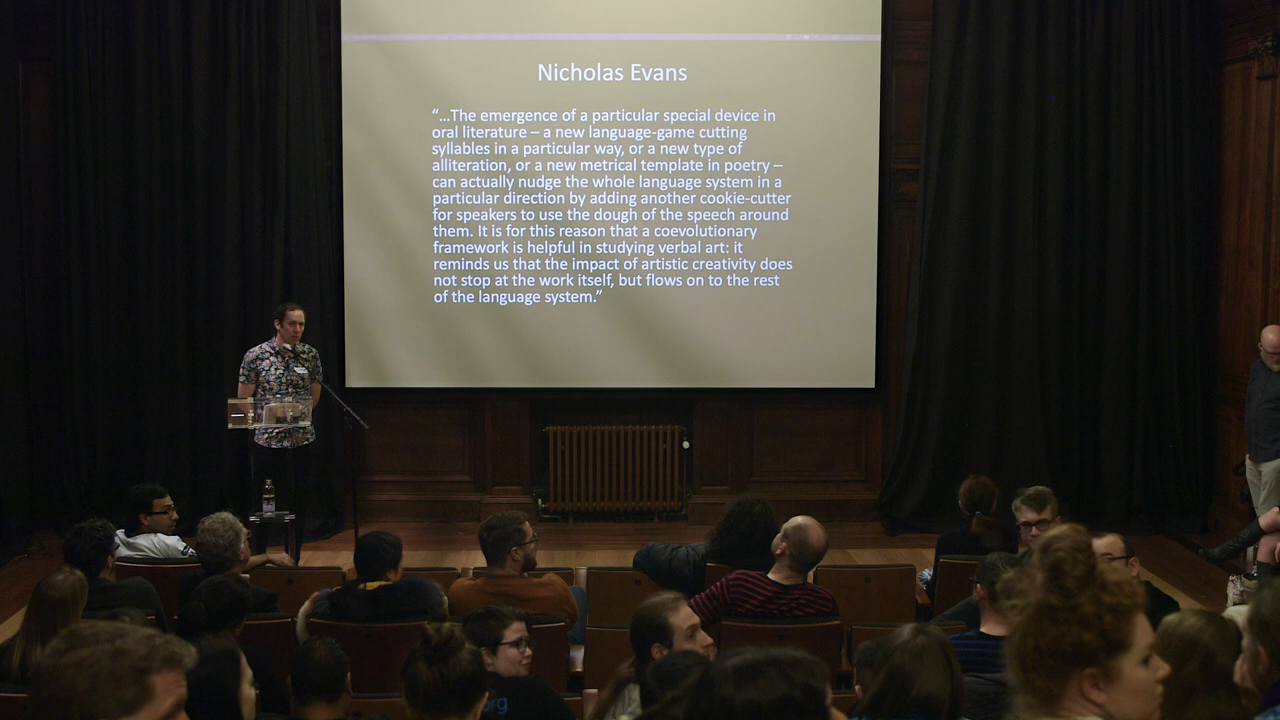 Nicholas Evans
“...The emergence of a particular special device in
oral literature – a new language-game cutting
syllables in a particular way, or a new type of
alliteration, or a new metrical template in poetry –
can actually nudge the whole language system in a
particular direction by adding another cookie-cutter
for speakers to use the dough of the speech around
them. It is for this reason that a coevolutionary
framework is helpful in studying verbal art: it
reminds us that the impact of artistic creativity does
not stop at the work itself, but flows on to the rest
of the language system.”
org